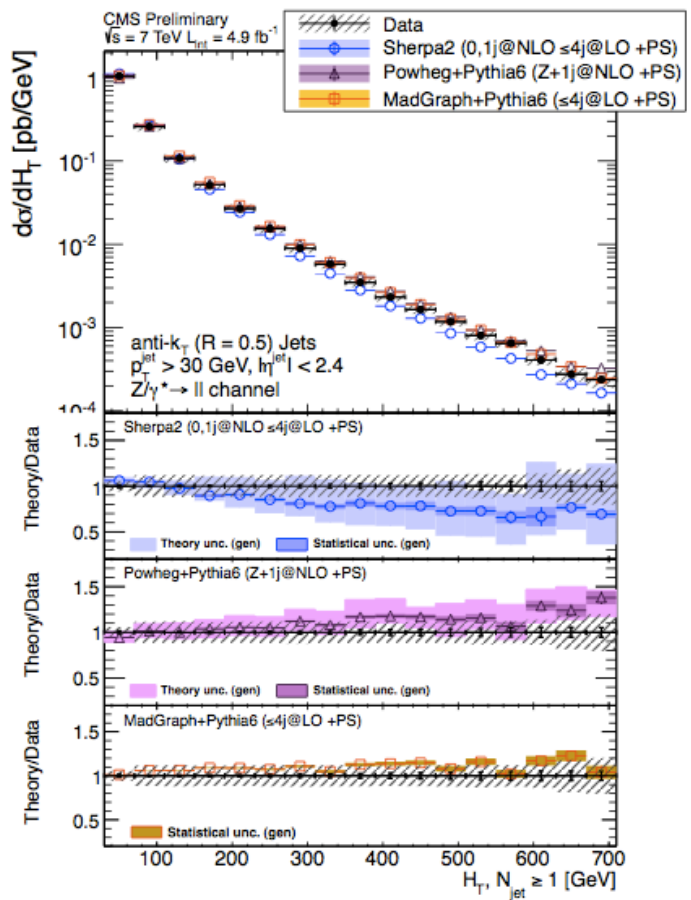 CMS Preliminary
√s = 7 TeV L_Int = 4.9 fb⁻¹
Data
Sherpa2 (0,1j@NLO ≤4j@LO +PS)
Powheg+Pythia6 (Z+1j@NLO +PS)
MadGraph+Pythia6 (≤4j@LO +PS)
dσ/dH_T [pb/GeV]
1
10⁻¹
10⁻²
10⁻³
10⁻⁴
anti-k_T (R = 0.5) Jets
p_T^jet > 30 GeV, |η^jet| < 2.4
Z/γ*→ ll channel
Sherpa2 (0,1j@NLO ≤4j@LO +PS)
Theory/Data
1.5
1
0.5
Theory unc. (gen) Statistical unc. (gen)
Powheg+Pythia6 (Z+1j@NLO +PS)
Theory/Data
1.5
1
0.5
Theory unc. (gen) Statistical unc. (gen)
MadGraph+Pythia6 (≤4j@LO +PS)
Theory/Data
1.5
1
0.5
Statistical unc. (gen)
100 200 300 400 500 600 700
H_T, N_jet ≥ 1 [GeV]